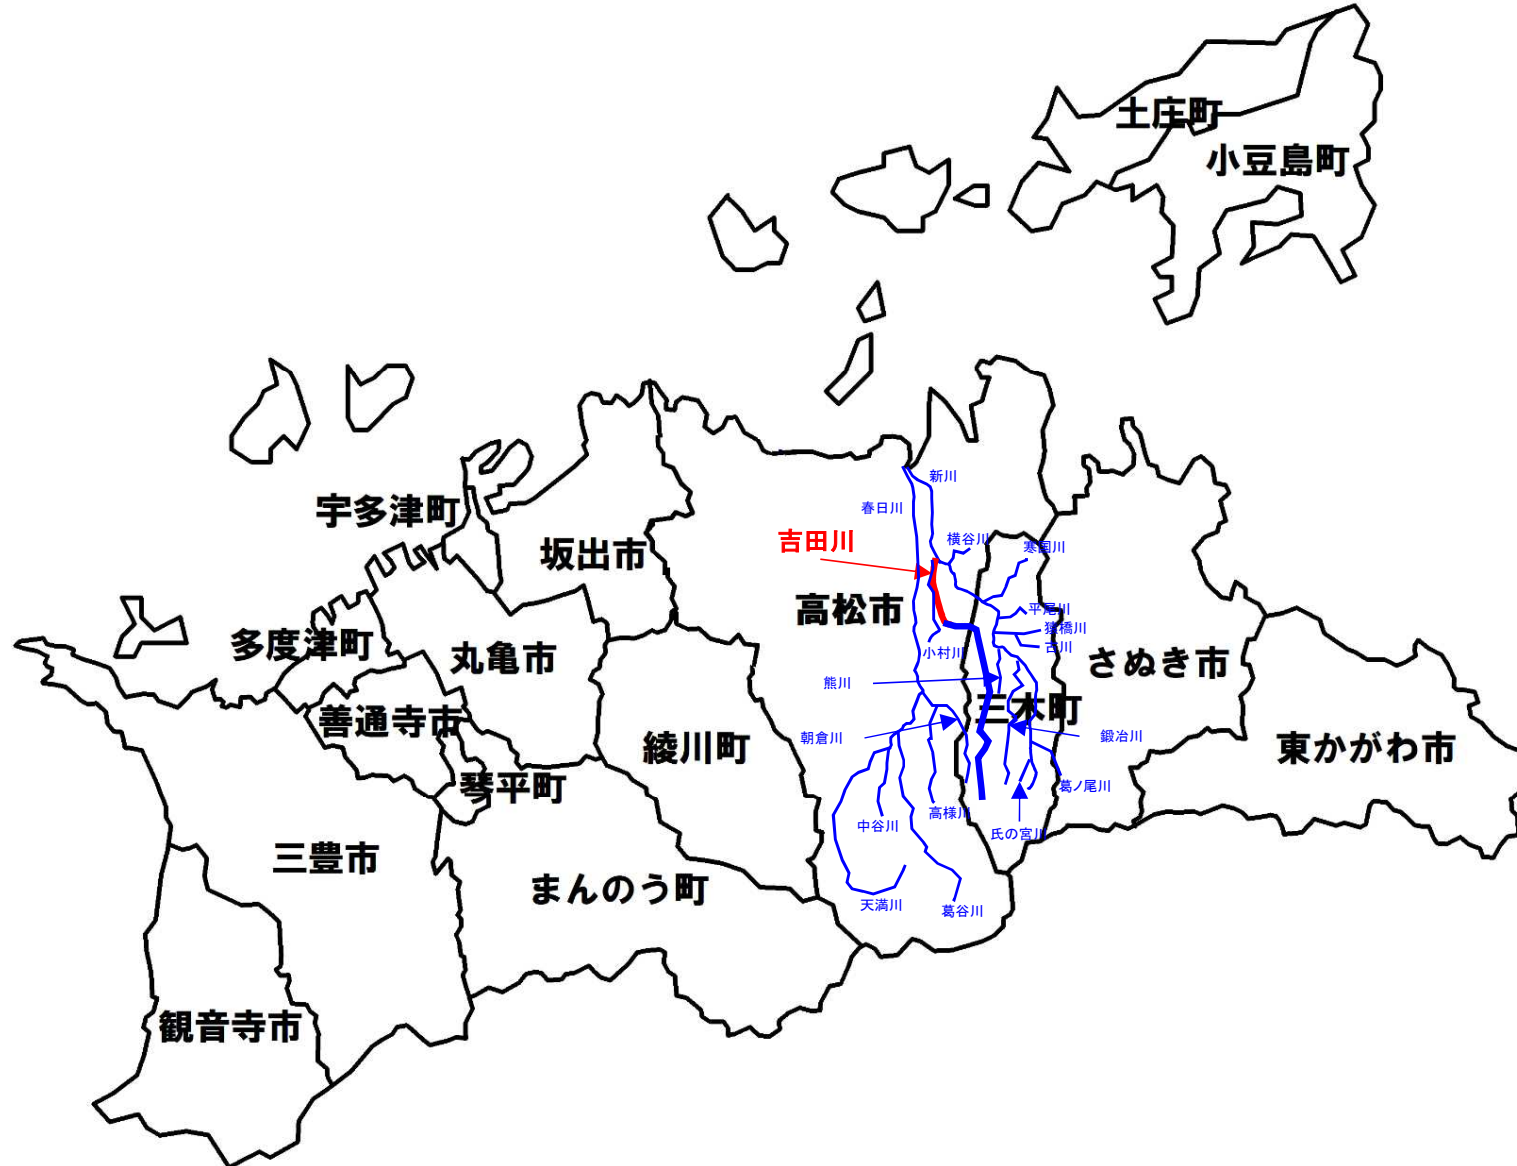 土庄町
小豆島町
新川
春日川
宇多津町
吉田川
横谷川
寒国川
坂出市
高松市
平尾川
猿橋川
古川
多度津町
丸亀市
小村川
さぬき市
熊川
三木町
善通寺市
朝倉川
鍛冶川
綾川町
東かがわ市
琴平町
葛ノ尾川
高様川
中谷川
氏の宮川
三豊市
まんのう町
天満川
葛谷川
観音寺市